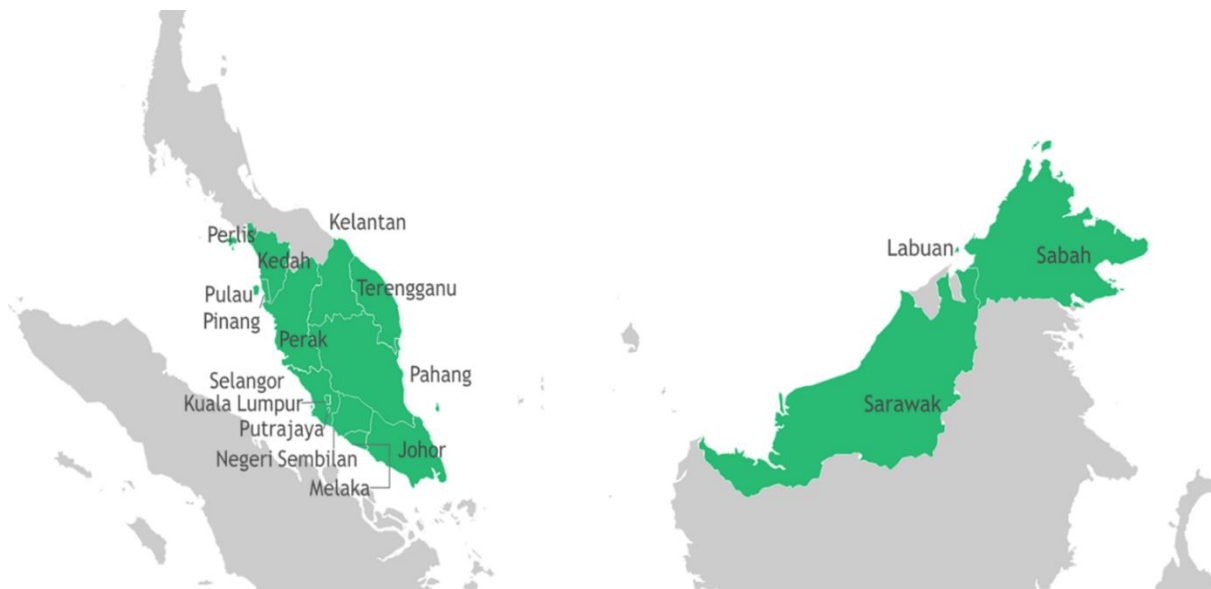 Kelantan
Perlis
Kedah
Terengganu
Pulau
Pinang
Perak
Pahang
Selangor
Kuala Lumpur
Putrajaya
Johor
Negeri Sembilan
Melaka
Labuan
Sabah
Sarawak